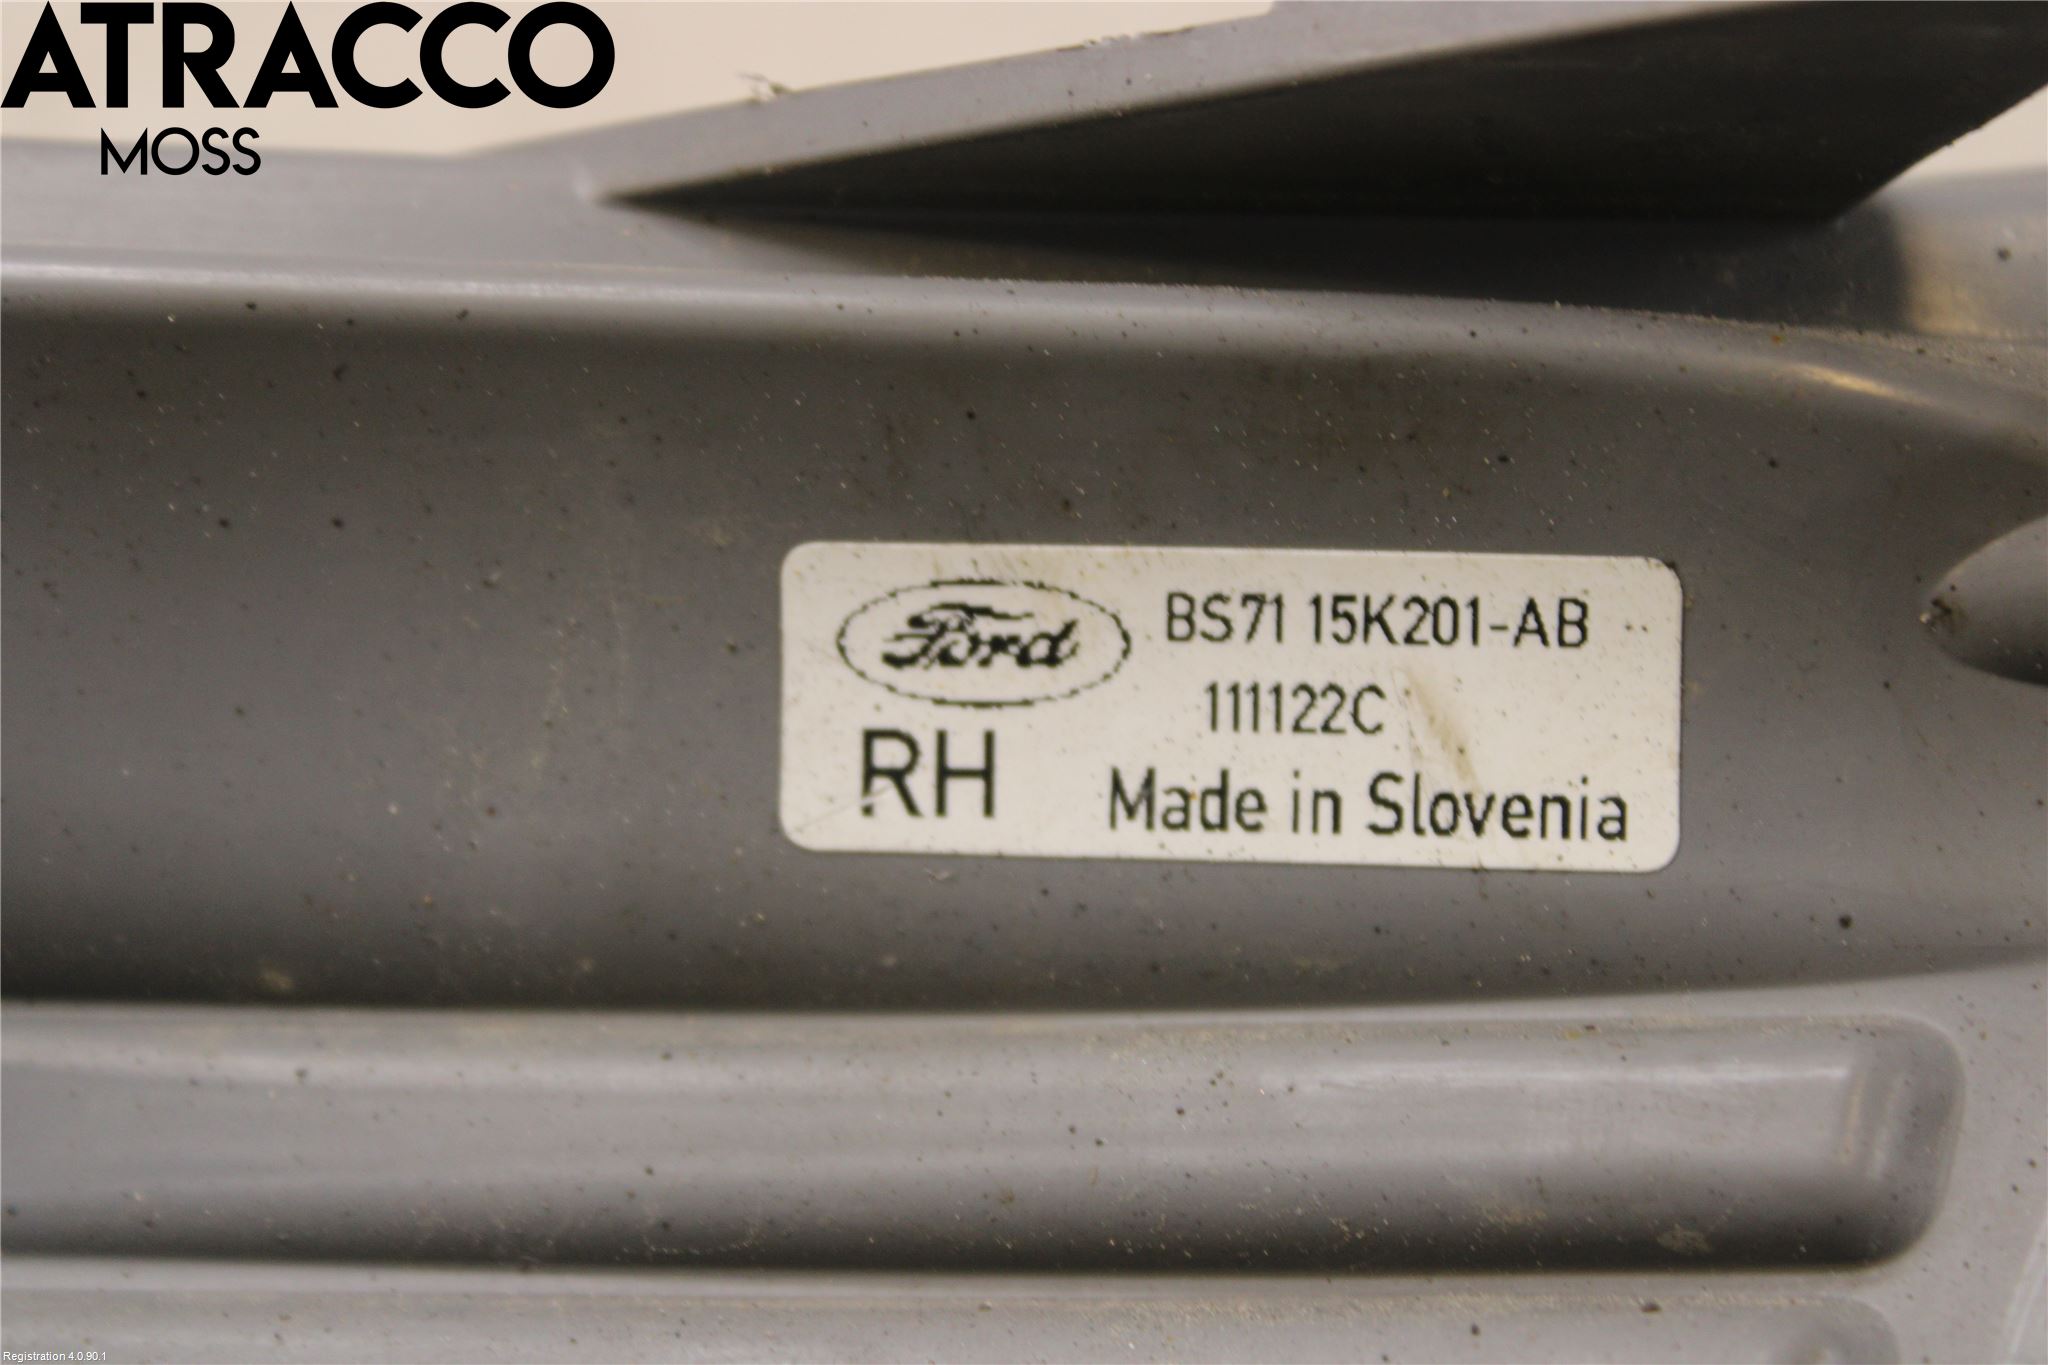 ATRACCO
MOSS
Ford BS71 15K201-AB
111122C
RH Made in Slovenia
Registration 4.0.90.1